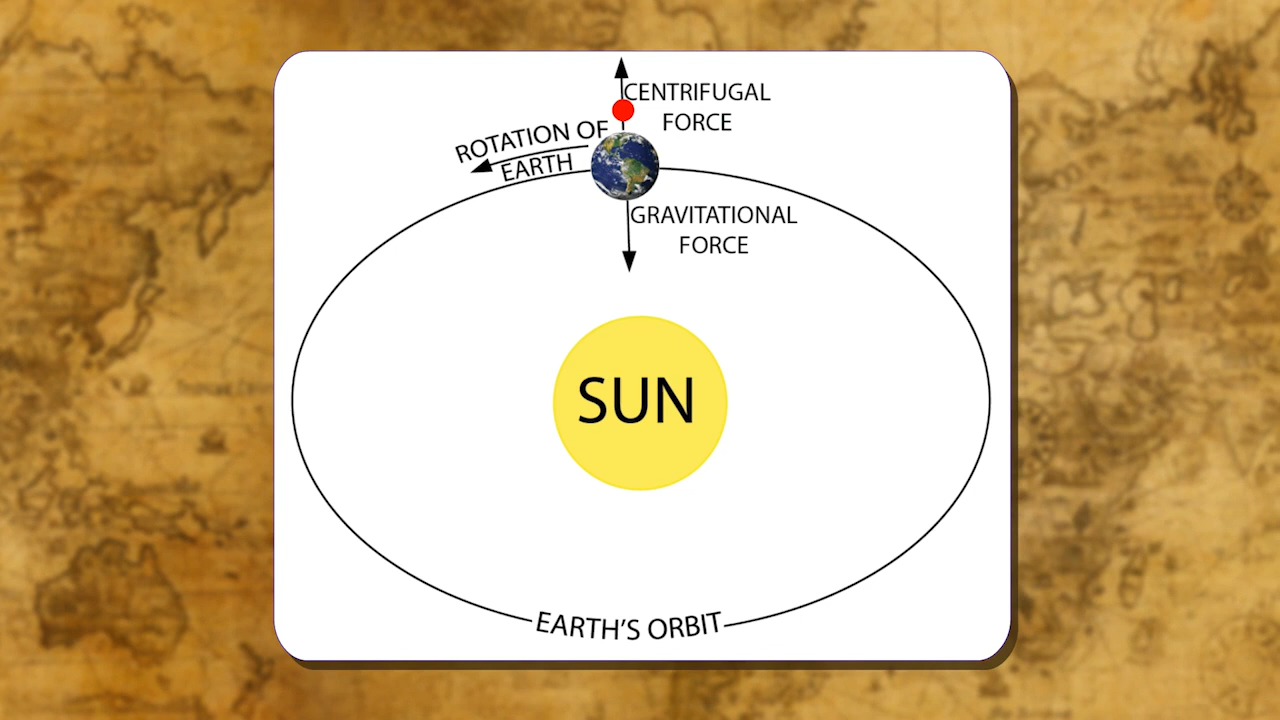 CENTRIFUGAL
FORCE
ROTATION OF
EARTH
GRAVITATIONAL
FORCE
SUN
EARTH'S ORBIT